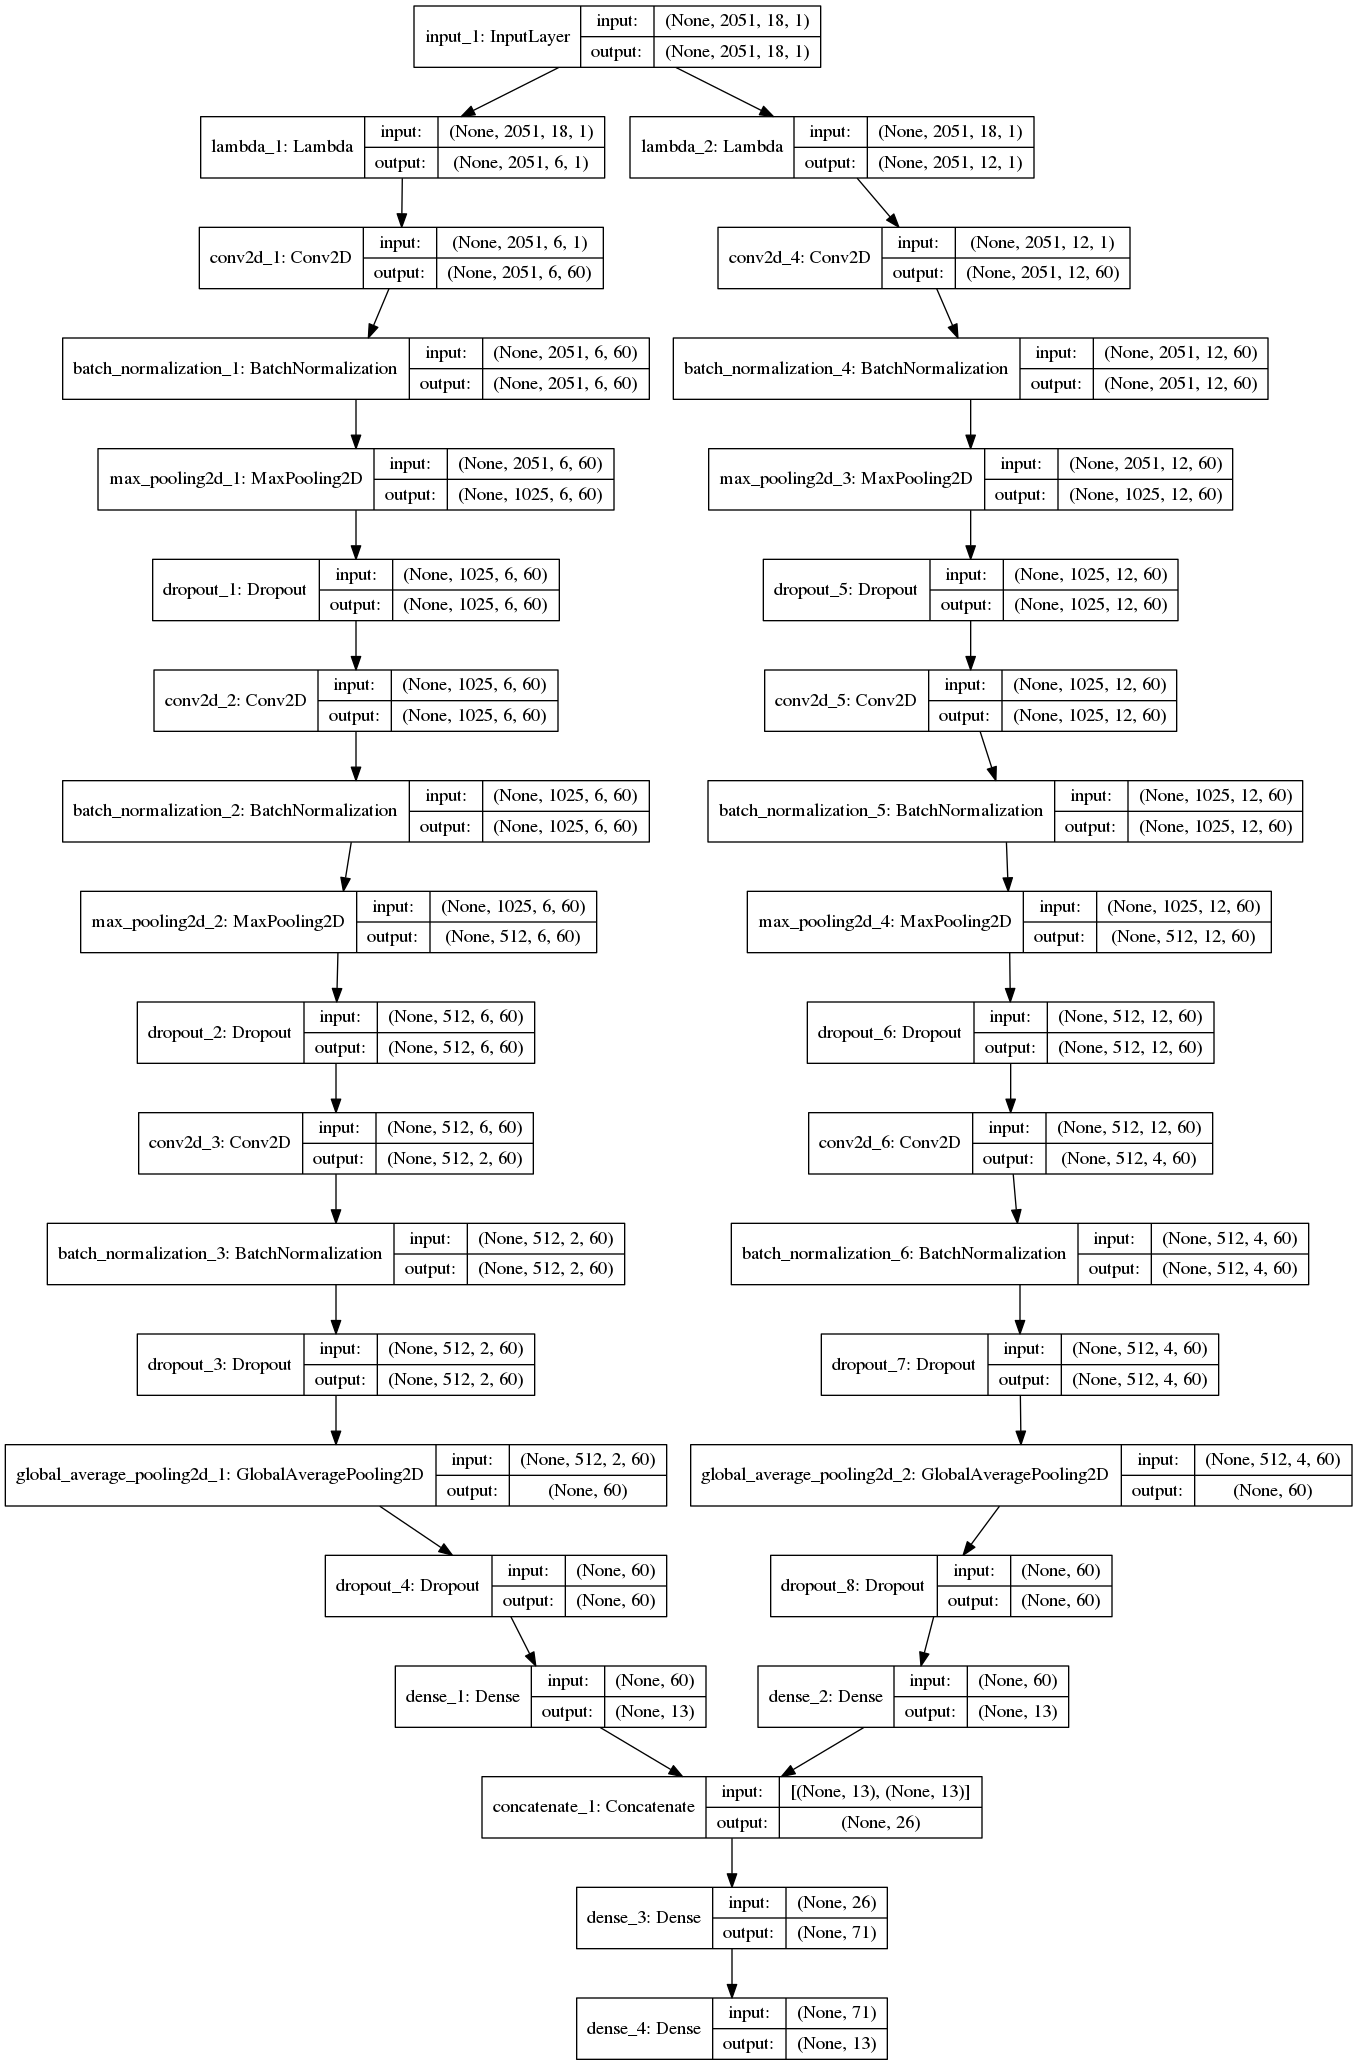 input_1: InputLayer
input: (None, 2051, 18, 1)
output: (None, 2051, 18, 1)
lambda_1: Lambda
input: (None, 2051, 18, 1)
output: (None, 2051, 6, 1)
lambda_2: Lambda
input: (None, 2051, 18, 1)
output: (None, 2051, 12, 1)
conv2d_1: Conv2D
input: (None, 2051, 6, 1)
output: (None, 2051, 6, 60)
conv2d_4: Conv2D
input: (None, 2051, 12, 1)
output: (None, 2051, 12, 60)
batch_normalization_1: BatchNormalization
input: (None, 2051, 6, 60)
output: (None, 2051, 6, 60)
batch_normalization_4: BatchNormalization
input: (None, 2051, 12, 60)
output: (None, 2051, 12, 60)
max_pooling2d_1: MaxPooling2D
input: (None, 2051, 6, 60)
output: (None, 1025, 6, 60)
max_pooling2d_3: MaxPooling2D
input: (None, 2051, 12, 60)
output: (None, 1025, 12, 60)
dropout_1: Dropout
input: (None, 1025, 6, 60)
output: (None, 1025, 6, 60)
dropout_5: Dropout
input: (None, 1025, 12, 60)
output: (None, 1025, 12, 60)
conv2d_2: Conv2D
input: (None, 1025, 6, 60)
output: (None, 1025, 6, 60)
conv2d_5: Conv2D
input: (None, 1025, 12, 60)
output: (None, 1025, 12, 60)
batch_normalization_2: BatchNormalization
input: (None, 1025, 6, 60)
output: (None, 1025, 6, 60)
batch_normalization_5: BatchNormalization
input: (None, 1025, 12, 60)
output: (None, 1025, 12, 60)
max_pooling2d_2: MaxPooling2D
input: (None, 1025, 6, 60)
output: (None, 512, 6, 60)
max_pooling2d_4: MaxPooling2D
input: (None, 1025, 12, 60)
output: (None, 512, 12, 60)
dropout_2: Dropout
input: (None, 512, 6, 60)
output: (None, 512, 6, 60)
dropout_6: Dropout
input: (None, 512, 12, 60)
output: (None, 512, 12, 60)
conv2d_3: Conv2D
input: (None, 512, 6, 60)
output: (None, 512, 2, 60)
conv2d_6: Conv2D
input: (None, 512, 12, 60)
output: (None, 512, 4, 60)
batch_normalization_3: BatchNormalization
input: (None, 512, 2, 60)
output: (None, 512, 2, 60)
batch_normalization_6: BatchNormalization
input: (None, 512, 4, 60)
output: (None, 512, 4, 60)
dropout_3: Dropout
input: (None, 512, 2, 60)
output: (None, 512, 2, 60)
dropout_7: Dropout
input: (None, 512, 4, 60)
output: (None, 512, 4, 60)
global_average_pooling2d_1: GlobalAveragePooling2D
input: (None, 512, 2, 60)
output: (None, 60)
global_average_pooling2d_2: GlobalAveragePooling2D
input: (None, 512, 4, 60)
output: (None, 60)
dropout_4: Dropout
input: (None, 60)
output: (None, 60)
dropout_8: Dropout
input: (None, 60)
output: (None, 60)
dense_1: Dense
input: (None, 60)
output: (None, 13)
dense_2: Dense
input: (None, 60)
output: (None, 13)
concatenate_1: Concatenate
input: [(None, 13), (None, 13)]
output: (None, 26)
dense_3: Dense
input: (None, 26)
output: (None, 71)
dense_4: Dense
input: (None, 71)
output: (None, 13)